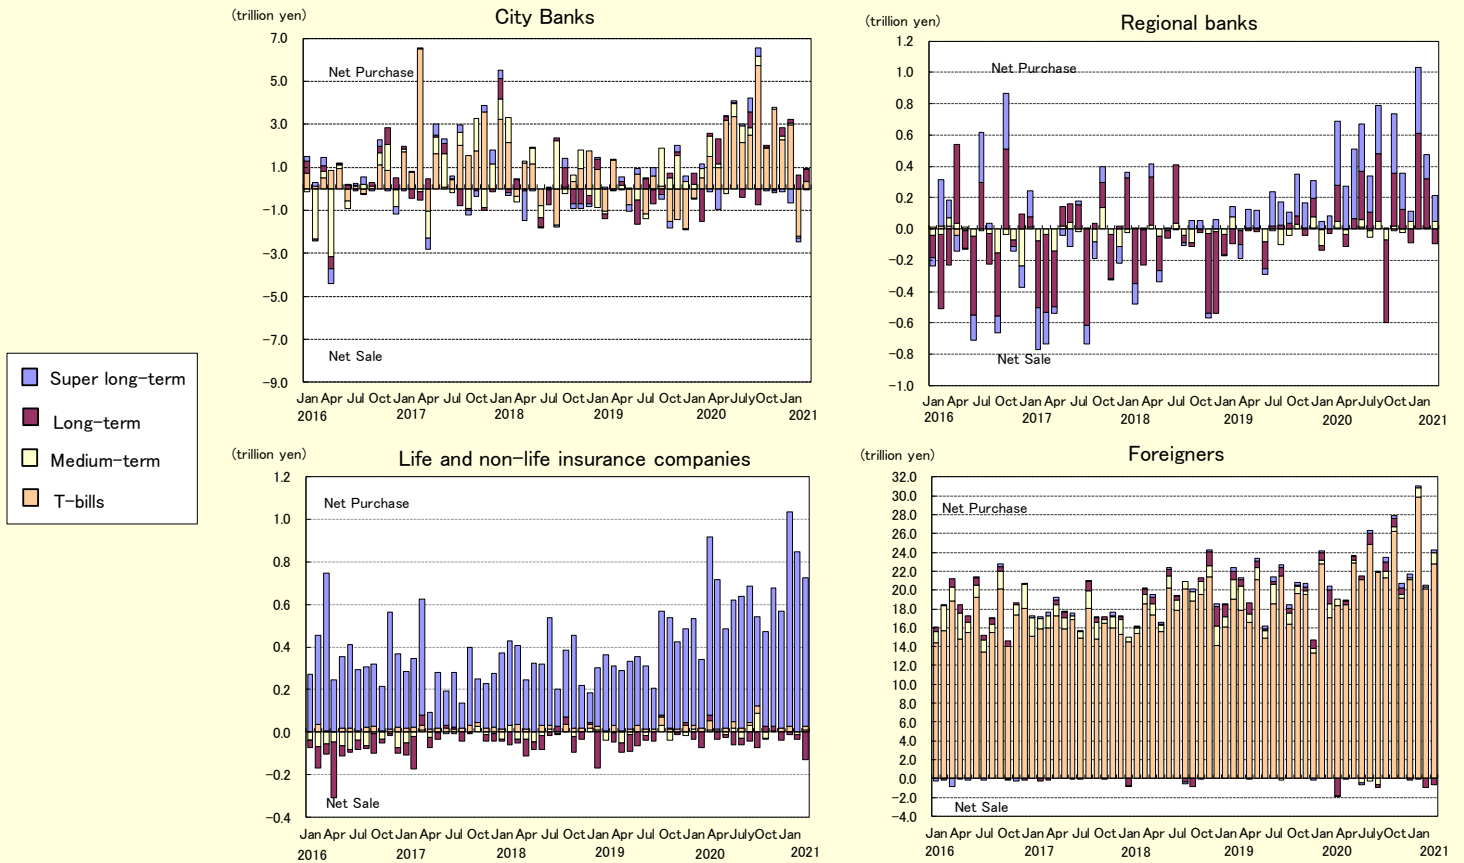 (trillion yen)
City Banks
7.0
5.0
3.0
1.0
−1.0
−3.0
−5.0
−7.0
−9.0
Net Purchase
Net Sale
Jan Apr Jul Oct Jan Apr Jul Oct Jan Apr Jul Oct Jan Apr Jul Oct Jan Apr JulyOct Jan
2016 2017 2018 2019 2020 2021
(trillion yen)
Regional banks
1.2
1.0
0.8
0.6
0.4
0.2
0.0
−0.2
−0.4
−0.6
−0.8
−1.0
Net Purchase
Net Sale
Jan Apr Jul Oct Jan Apr Jul Oct Jan Apr Jul Oct Jan Apr Jul Oct Jan Apr JulyOct Jan
2016 2017 2018 2019 2020 2021
Super long−term
Long−term
Medium−term
T−bills
(trillion yen)
Life and non−life insurance companies
1.2
1.0
0.8
0.6
0.4
0.2
0.0
−0.2
−0.4
Net Purchase
Net Sale
Jan Apr Jul Oct Jan Apr Jul Oct Jan Apr Jul Oct Jan Apr Jul Oct Jan Apr JulyOct Jan
2016 2017 2018 2019 2020 2021
(trillion yen)
Foreigners
32.0
30.0
28.0
26.0
24.0
22.0
20.0
18.0
16.0
14.0
12.0
10.0
8.0
6.0
4.0
2.0
0.0
−2.0
−4.0
Net Purchase
Net Sale
Jan Apr Jul Oct Jan Apr Jul Oct Jan Apr Jul Oct Jan Apr Jul Oct Jan Apr JulyOct Jan
2016 2017 2018 2019 2020 2021